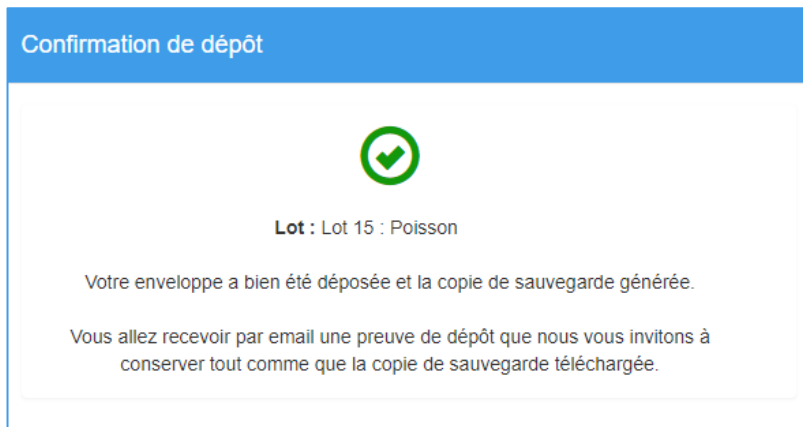 Confirmation de dépôt
Lot : Lot 15 : Poisson
Votre enveloppe a bien été déposée et la copie de sauvegarde générée.
Vous allez recevoir par email une preuve de dépôt que nous vous invitons à
conserver tout comme que la copie de sauvegarde téléchargée.